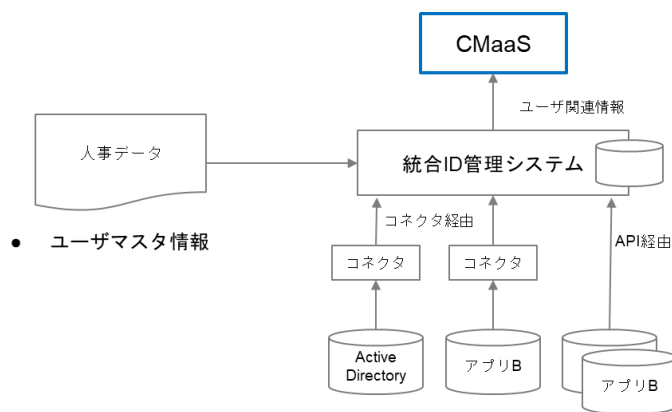 CMaaS
ユーザ関連情報
人事データ
統合ID管理システム
コネクタ経由
● ユーザマスタ情報
API経由
コネクタ
コネクタ
Active
Directory
アプリB
アプリB